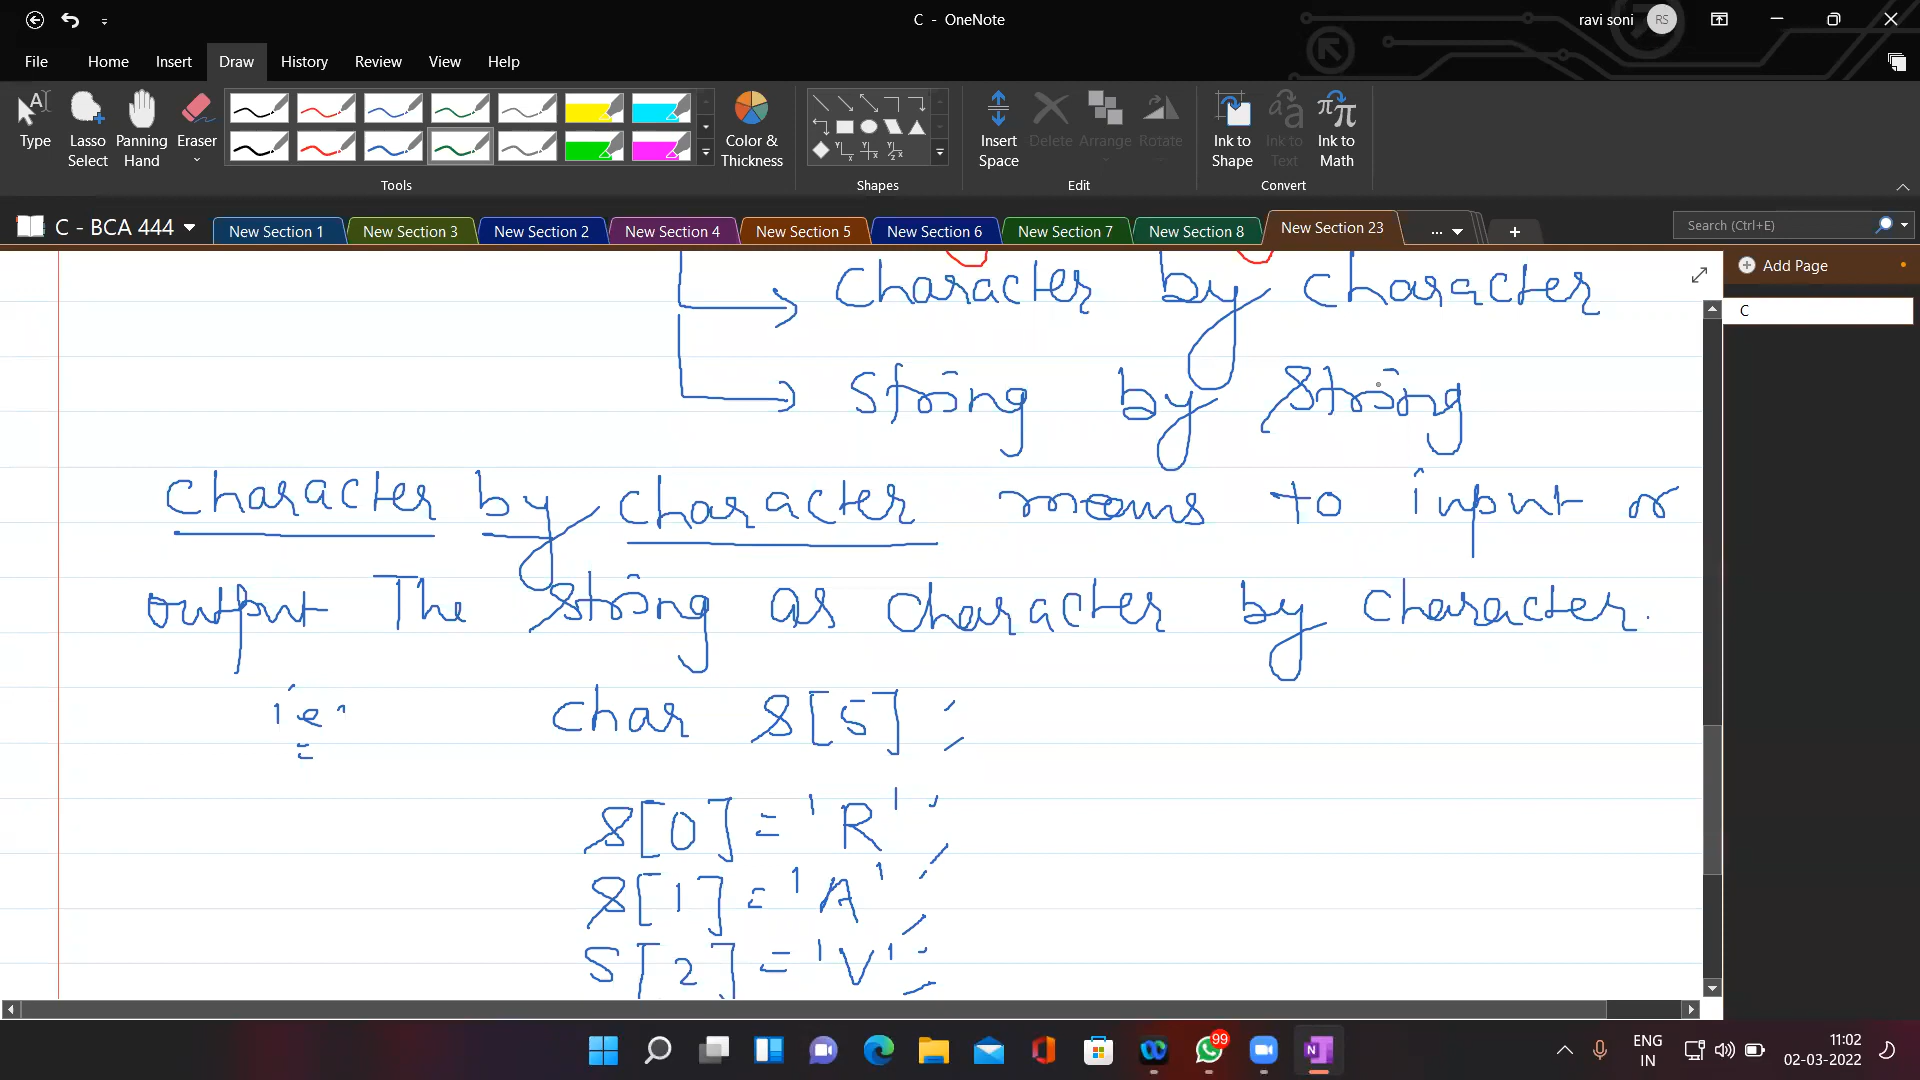 C - OneNote
ravi soni RS
File Home Insert Draw History Review View Help
Type Lasso Select Panning Hand Eraser Color & Thickness Insert Space Delete Arrange Rotate Ink to Shape Ink to Text Ink to Math
Tools Shapes Edit Convert
C - BCA 444 New Section 1 New Section 3 New Section 2 New Section 4 New Section 5 New Section 6 New Section 7 New Section 8 New Section 23 ... + Search (Ctrl+E)
Add Page
C
Character by character
String by String
character by character means to input or
output The string as character by character.
ie: char s[5];
s[0] = 'R';
s[1] = 'A';
s[2] = 'V';
99
ENG
IN
11:02
02-03-2022